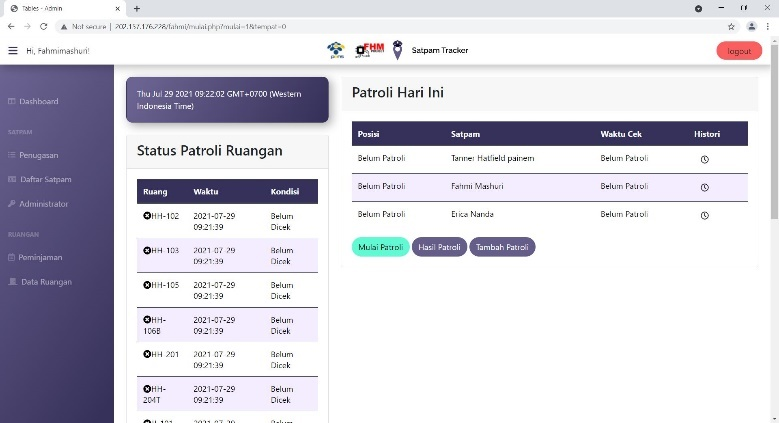 Tables - Admin
Not secure | 202.157.176.228/fahmi/mulai.php?mulai=1&tempat=0
Hi, Fahmimashuri!
FHM
Satpam Tracker
logout
Dashboard
SATPAM
Penugasan
Daftar Satpam
Administrator
RUANGAN
Peminjaman
Data Ruangan
Thu Jul 29 2021 09:22:02 GMT+0700 (Western
Indonesia Time)
Status Patroli Ruangan
Ruang Waktu Kondisi
HH-102 2021-07-29 Belum
09:21:39 Dicek
HH-103 2021-07-29 Belum
09:21:39 Dicek
HH-105 2021-07-29 Belum
09:21:39 Dicek
HH- 2021-07-29 Belum
106B 09:21:39 Dicek
HH-201 2021-07-29 Belum
09:21:39 Dicek
HH- 2021-07-29 Belum
204T 09:21:39 Dicek
Patroli Hari Ini
Posisi Satpam Waktu Cek Histori
Belum Patroli Tanner Hatfield painem Belum Patroli
Belum Patroli Fahmi Mashuri Belum Patroli
Belum Patroli Erica Nanda Belum Patroli
Mulai Patroli Hasil Patroli Tambah Patroli